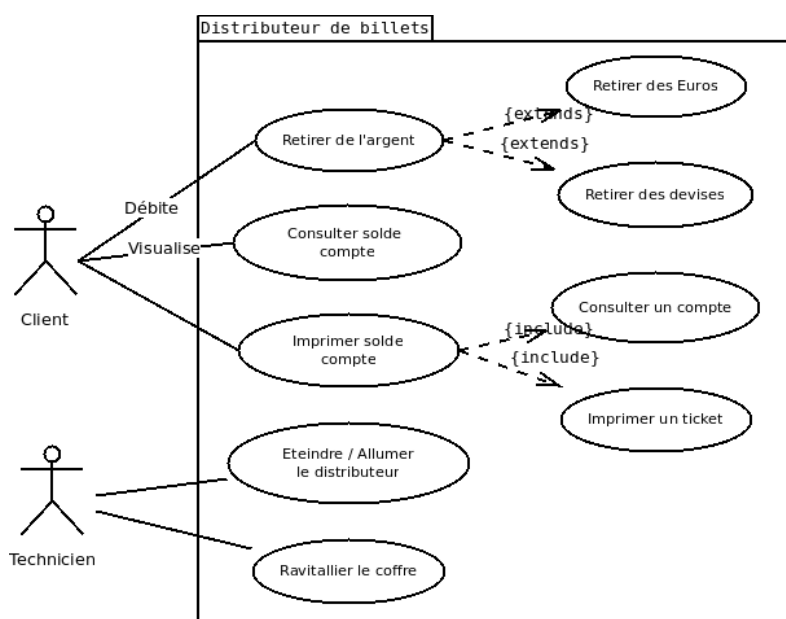 Distributeur de billets
Retirer des Euros
{extends}
Retirer de l'argent
{extends}
Retirer des devises
Débite
Consulter solde
compte
Visualise
Client
Consulter un compte
{include}
Imprimer solde
compte
{include}
Imprimer un ticket
Eteindre / Allumer
le distributeur
Technicien
Ravitallier le coffre